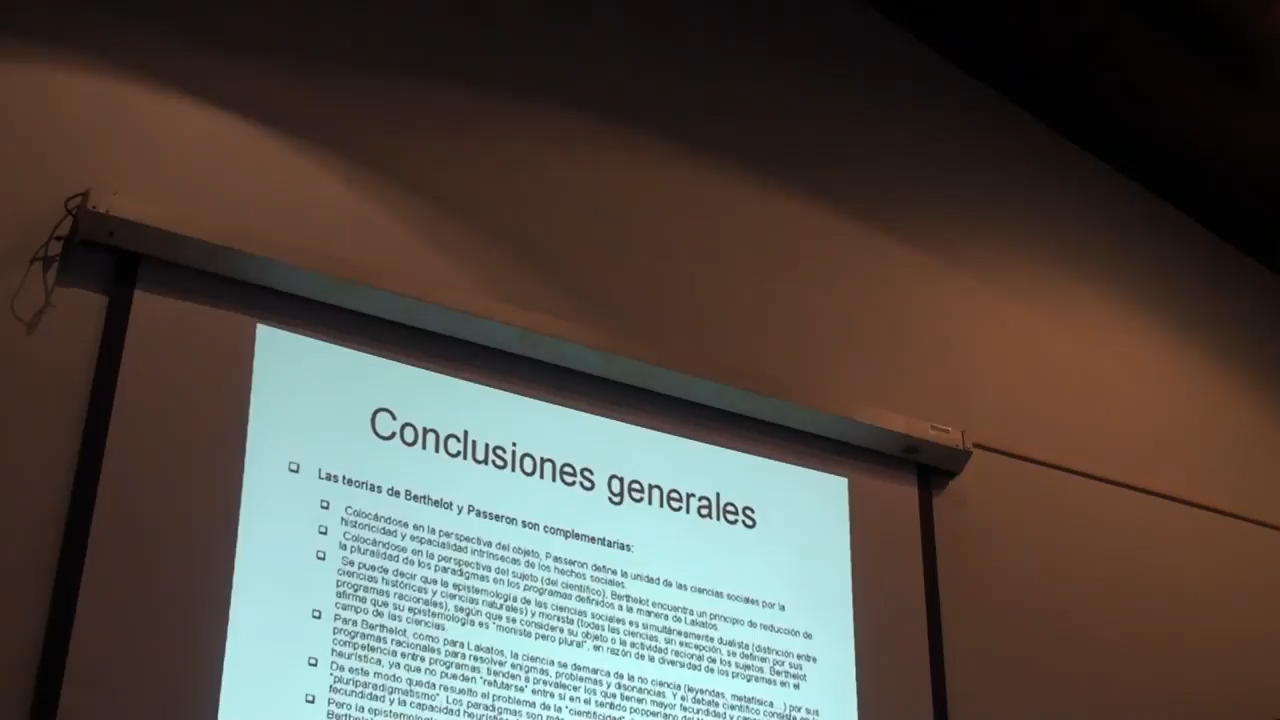 Conclusiones generales
❑ Las teorías de Berthelot y Passeron son complementarias:
❑ Colocándose en la perspectiva del objeto, Passeron define la unidad de las ciencias sociales por la
historicidad y espacialidad intrínsecas de los hechos sociales.
❑ Colocándose en la perspectiva del sujeto (del científico), Berthelot encuentra un principio de reducción de
la pluralidad de los paradigmas en los programas definidos a la manera de Lakatos.
❑ Se puede decir que la epistemología de las ciencias sociales es simultáneamente dualista (distinción entre
ciencias históricas y ciencias naturales) y monista (todas las ciencias, sin excepción, se definen por sus
programas racionales), según que se considere su objeto o la actividad racional de los sujetos. Berthelot
afirma que su epistemología es "moniste pero plural", en razón de la diversidad de los programas en el
campo de las ciencias.
❑ Para Berthelot, como para Lakatos, la ciencia se demarca de la no ciencia (leyendas, metafísica...) por sus
programas racionales para resolver enigmas, problemas y disonancias. Y el debate científico consiste en la
competencia entre programas: tienden a prevalecer los que tienen mayor fecundidad y
heurística, ya que no pueden "refutarse" entre sí en el sentido popperiano del
❑ De este modo queda resuelto el problema de la "cientificidad"
"pluriparadigmatismo". Los paradigmas son más
fecundidad y la capacidad heurística
❑ Pero la epistemología